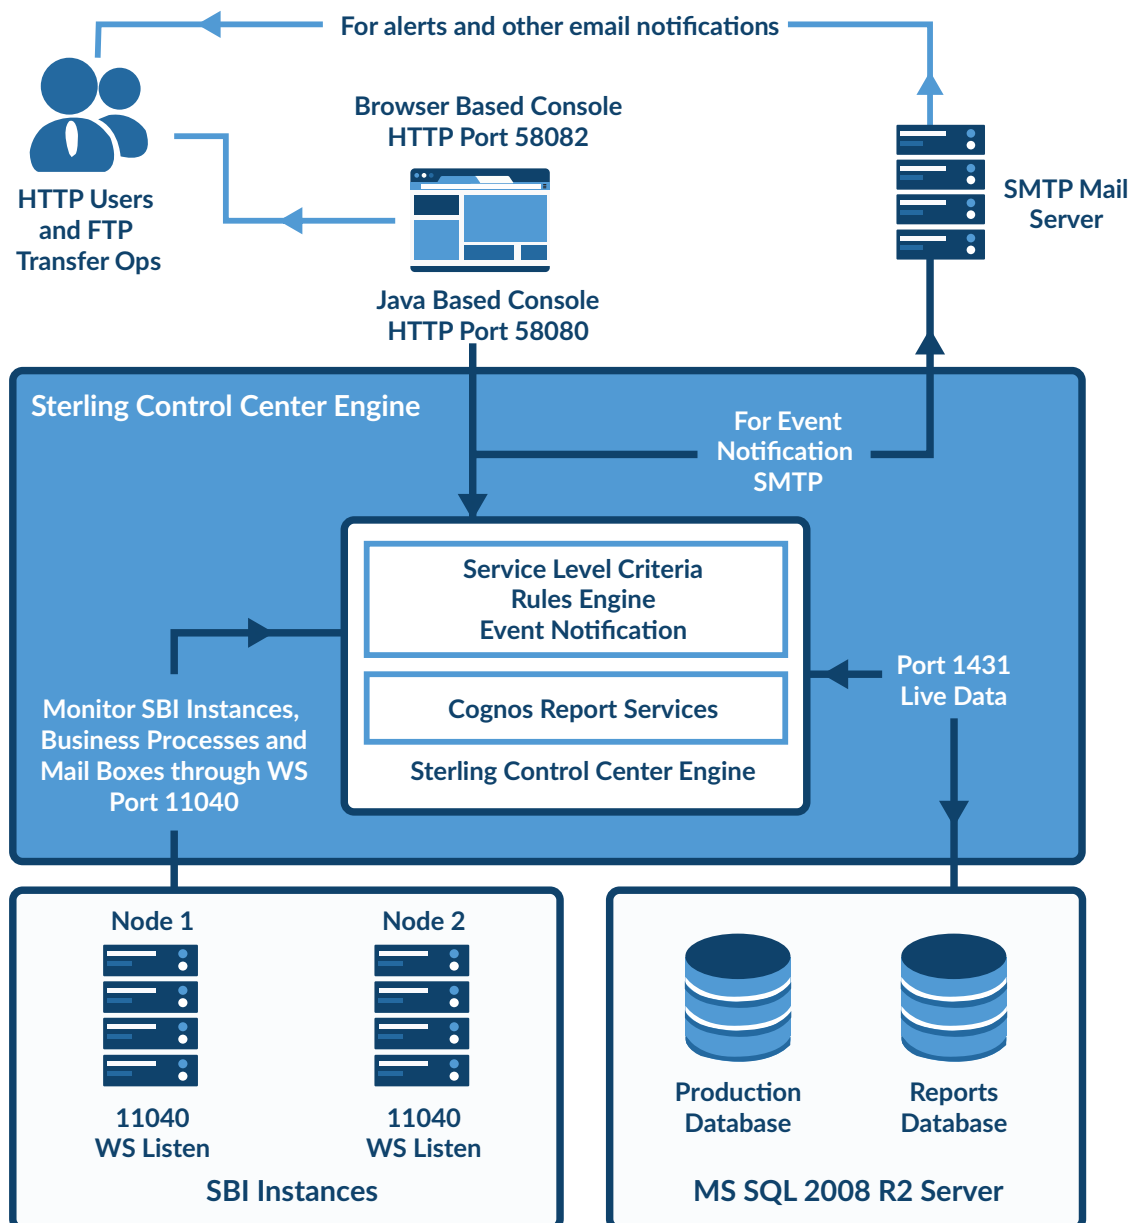 For alerts and other email notifications
Browser Based Console
HTTP Port 58082
HTTP Users
and FTP
Transfer Ops
SMTP Mail
Server
Java Based Console
HTTP Port 58080
Sterling Control Center Engine
For Event
Notification
SMTP
Service Level Criteria
Rules Engine
Event Notification
Cognos Report Services
Sterling Control Center Engine
Monitor SBI Instances,
Business Processes and
Mail Boxes through WS
Port 11040
Port 1431
Live Data
Node 1
Node 2
11040
WS Listen
11040
WS Listen
SBI Instances
Production
Database
Reports
Database
MS SQL 2008 R2 Server